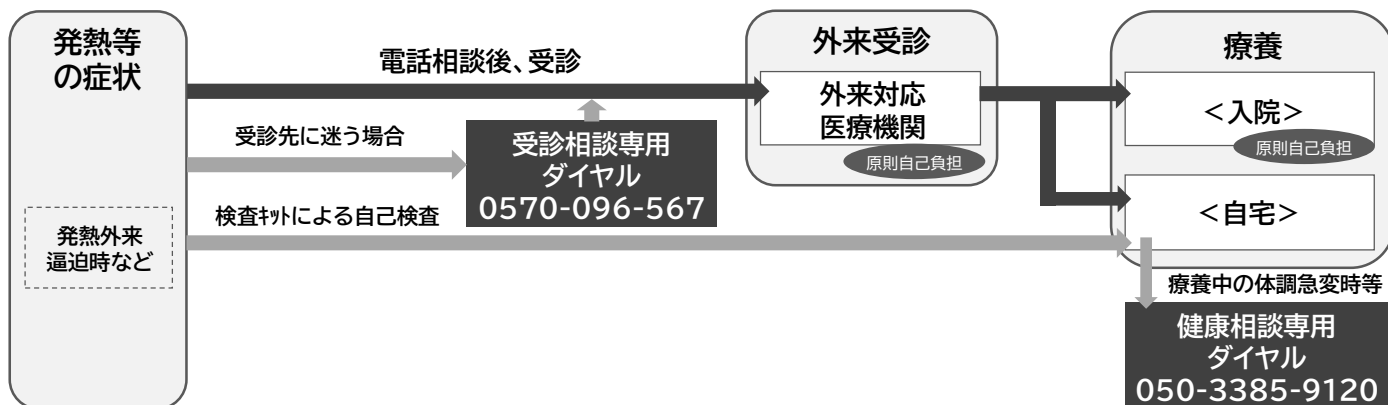 発熱等
の症状
発熱外来
逼迫時など
電話相談後、受診
受診先に迷う場合
受診相談専用
ダイヤル
0570-096-567
検査ｷｯﾄによる自己検査
外来受診
外来対応
医療機関
原則自己負担
療養
＜入院＞
原則自己負担
＜自宅＞
療養中の体調急変時等
健康相談専用
ダイヤル
050-3385-9120